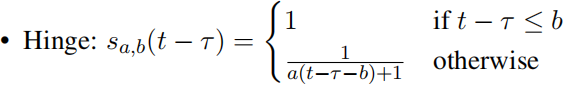 • Hinge: s_{a,b}(t − τ) = { 1 if t − τ ≤ b
1/(a(t−τ−b)+1) otherwise